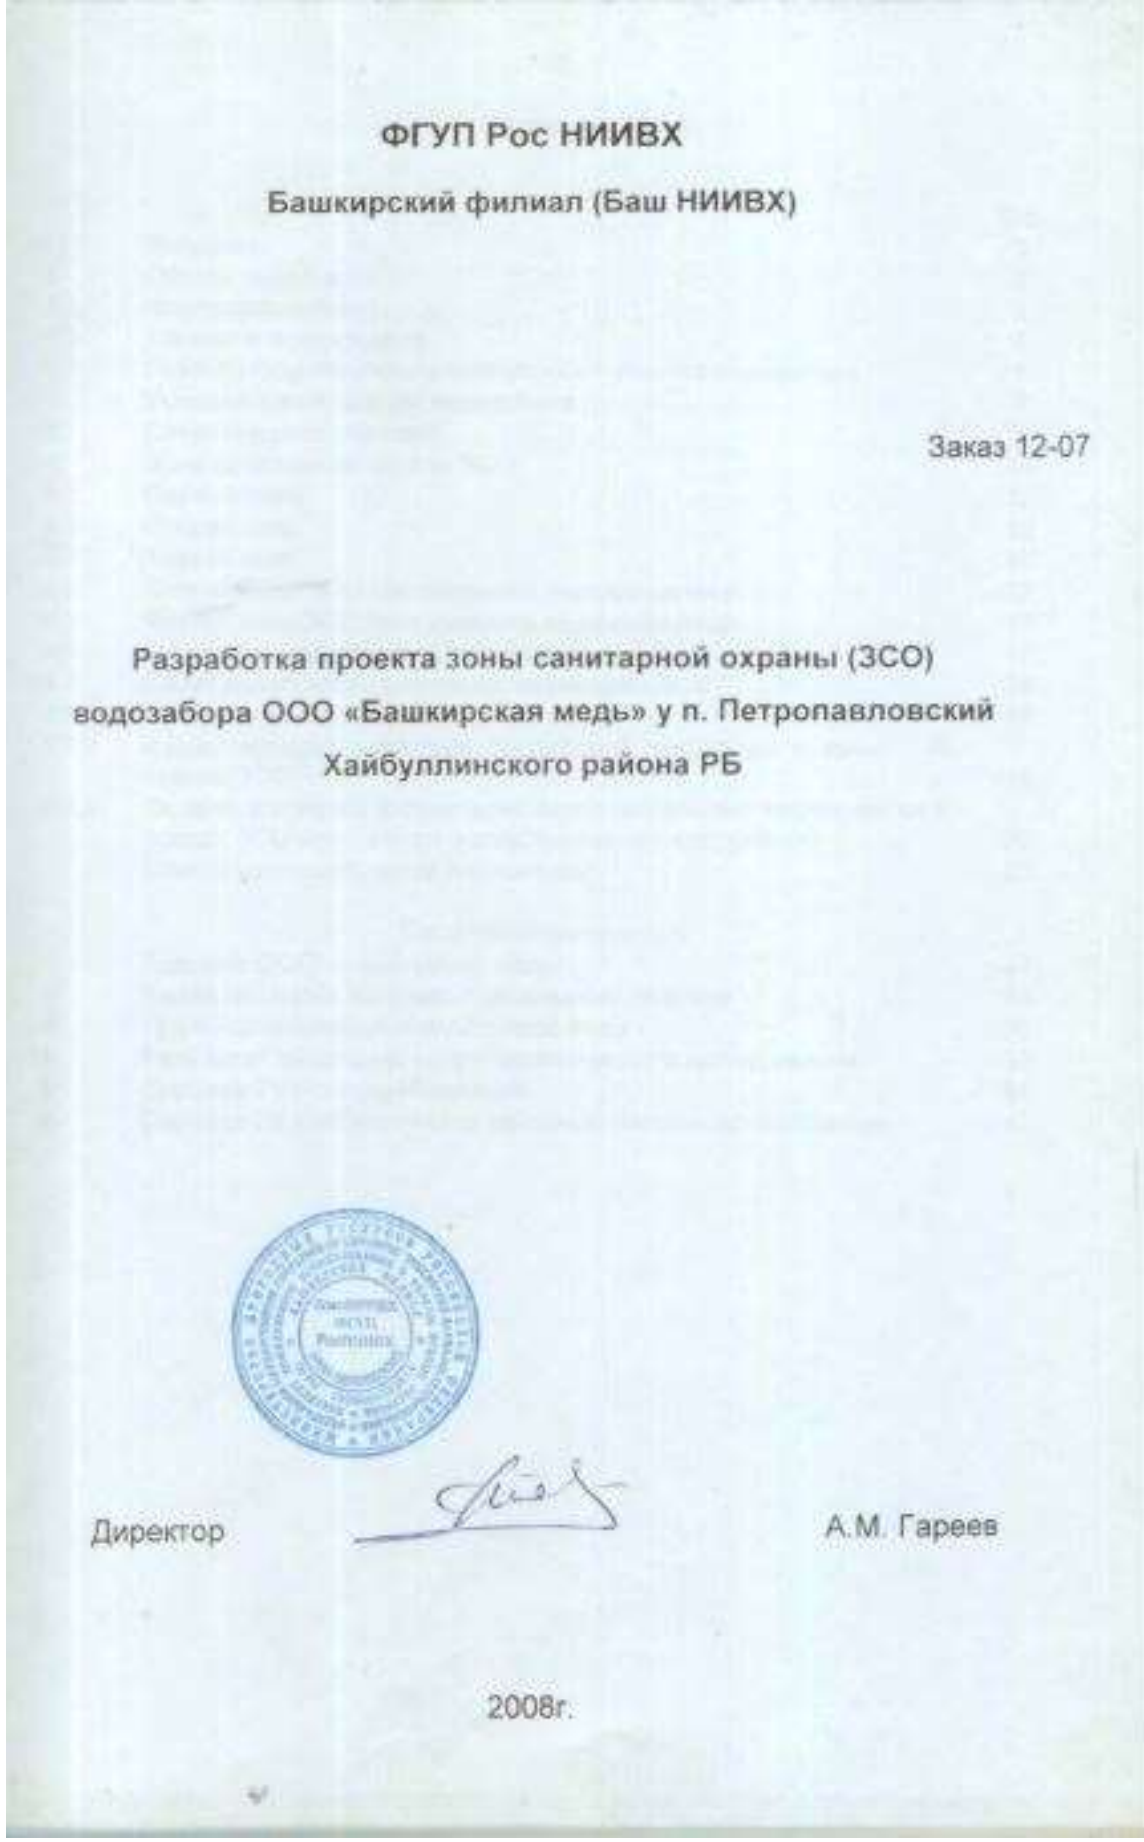 ФГУП Рос НИИВХ
Башкирский филиал (Баш НИИВХ)
Заказ 12-07
Разработка проекта зоны санитарной охраны (ЗСО)
водозабора ООО «Башкирская медь» у п. Петропавловский
Хайбуллинского района РБ
Директор
А.М. Гареев
2008г.